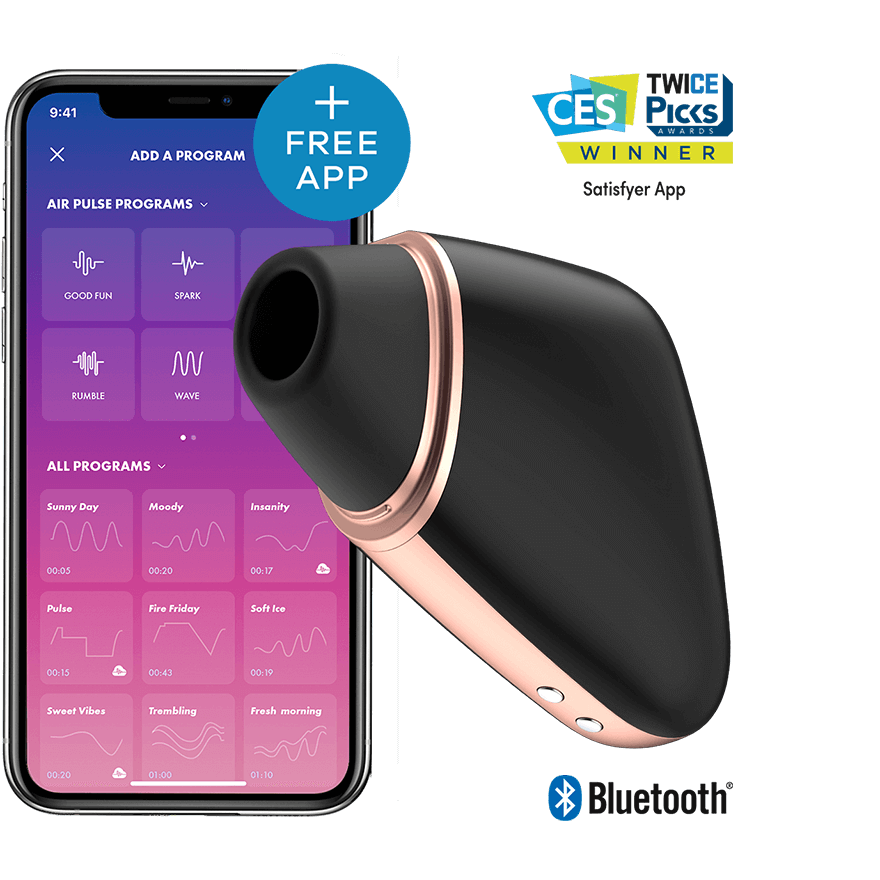 9:41
+
FREE
APP
ADD A PROGRAM
AIR PULSE PROGRAMS
GOOD FUN
SPARK
RUMBLE
WAVE
ALL PROGRAMS
Sunny Day
Moody
Insanity
00:05
00:20
00:17
Pulse
Fire Friday
Soft Ice
00:15
00:43
00:19
Sweet Vibes
Trembling
Fresh morning
00:20
01:00
01:10
CES
TWICE
Picks
AWARDS
WINNER
Satisfyer App
Bluetooth®